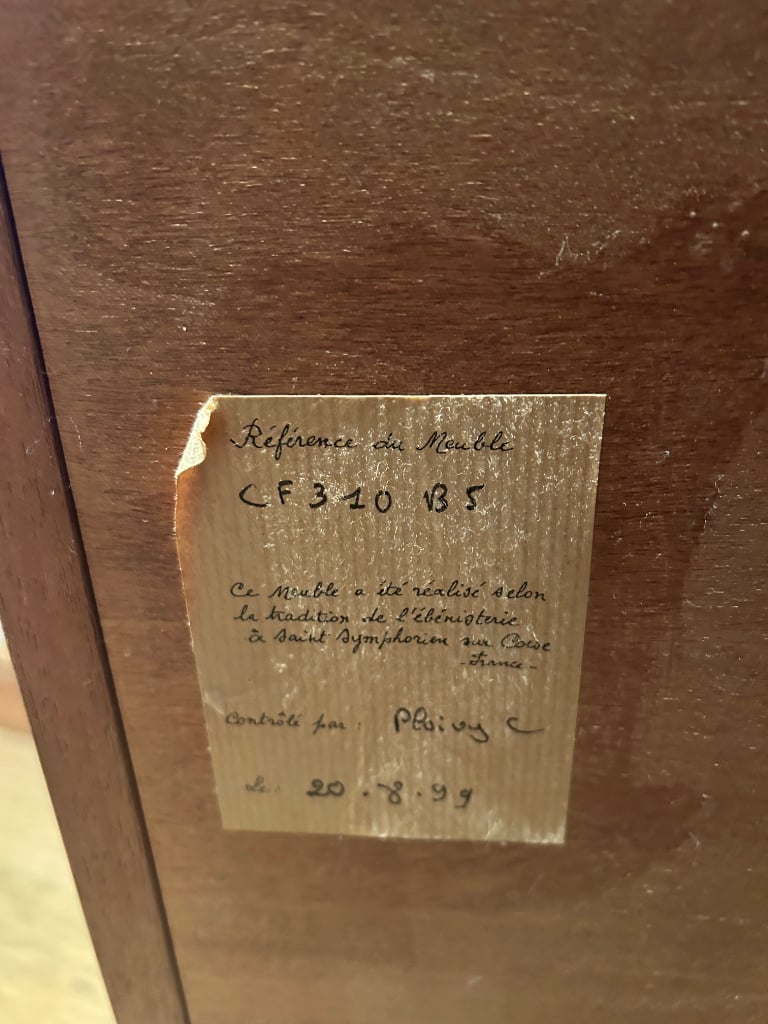 Référence du Meuble
CF 310 B5
Ce Meuble a été réalisé selon
la tradition de l'ébénisterie
à Saint Symphorien sur Coise
- France -
Contrôlé par : C
Le : 20.8.99